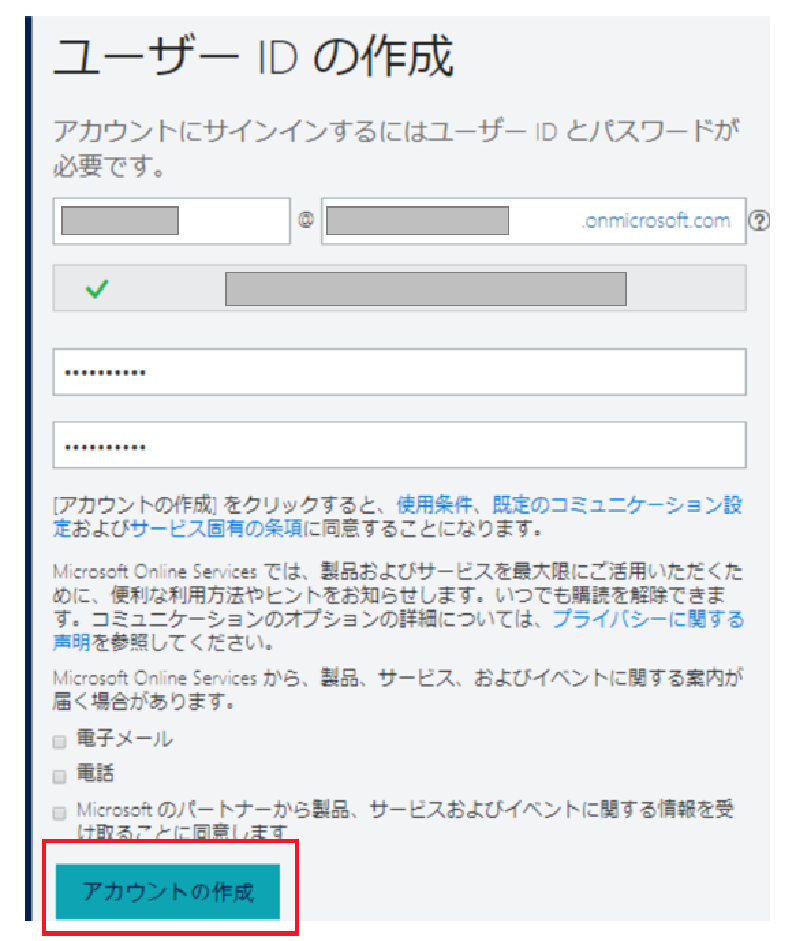 ユーザー ID の作成
アカウントにサインインするにはユーザー ID とパスワードが
必要です。
@ .onmicrosoft.com ?
••••••••••
••••••••••
[アカウントの作成] をクリックすると、使用条件、既定のコミュニケーション設
定およびサービス固有の条項に同意することになります。
Microsoft Online Services では、製品およびサービスを最大限にご活用いただくた
めに、便利な利用方法やヒントをお知らせします。いつでも購読を解除できま
す。コミュニケーションのオプションの詳細については、プライバシーに関する
声明を参照してください。
Microsoft Online Services から、製品、サービス、およびイベントに関する案内が
届く場合があります。
電子メール
電話
Microsoft のパートナーから製品、サービスおよびイベントに関する情報を受
け取ることに同意します
アカウントの作成